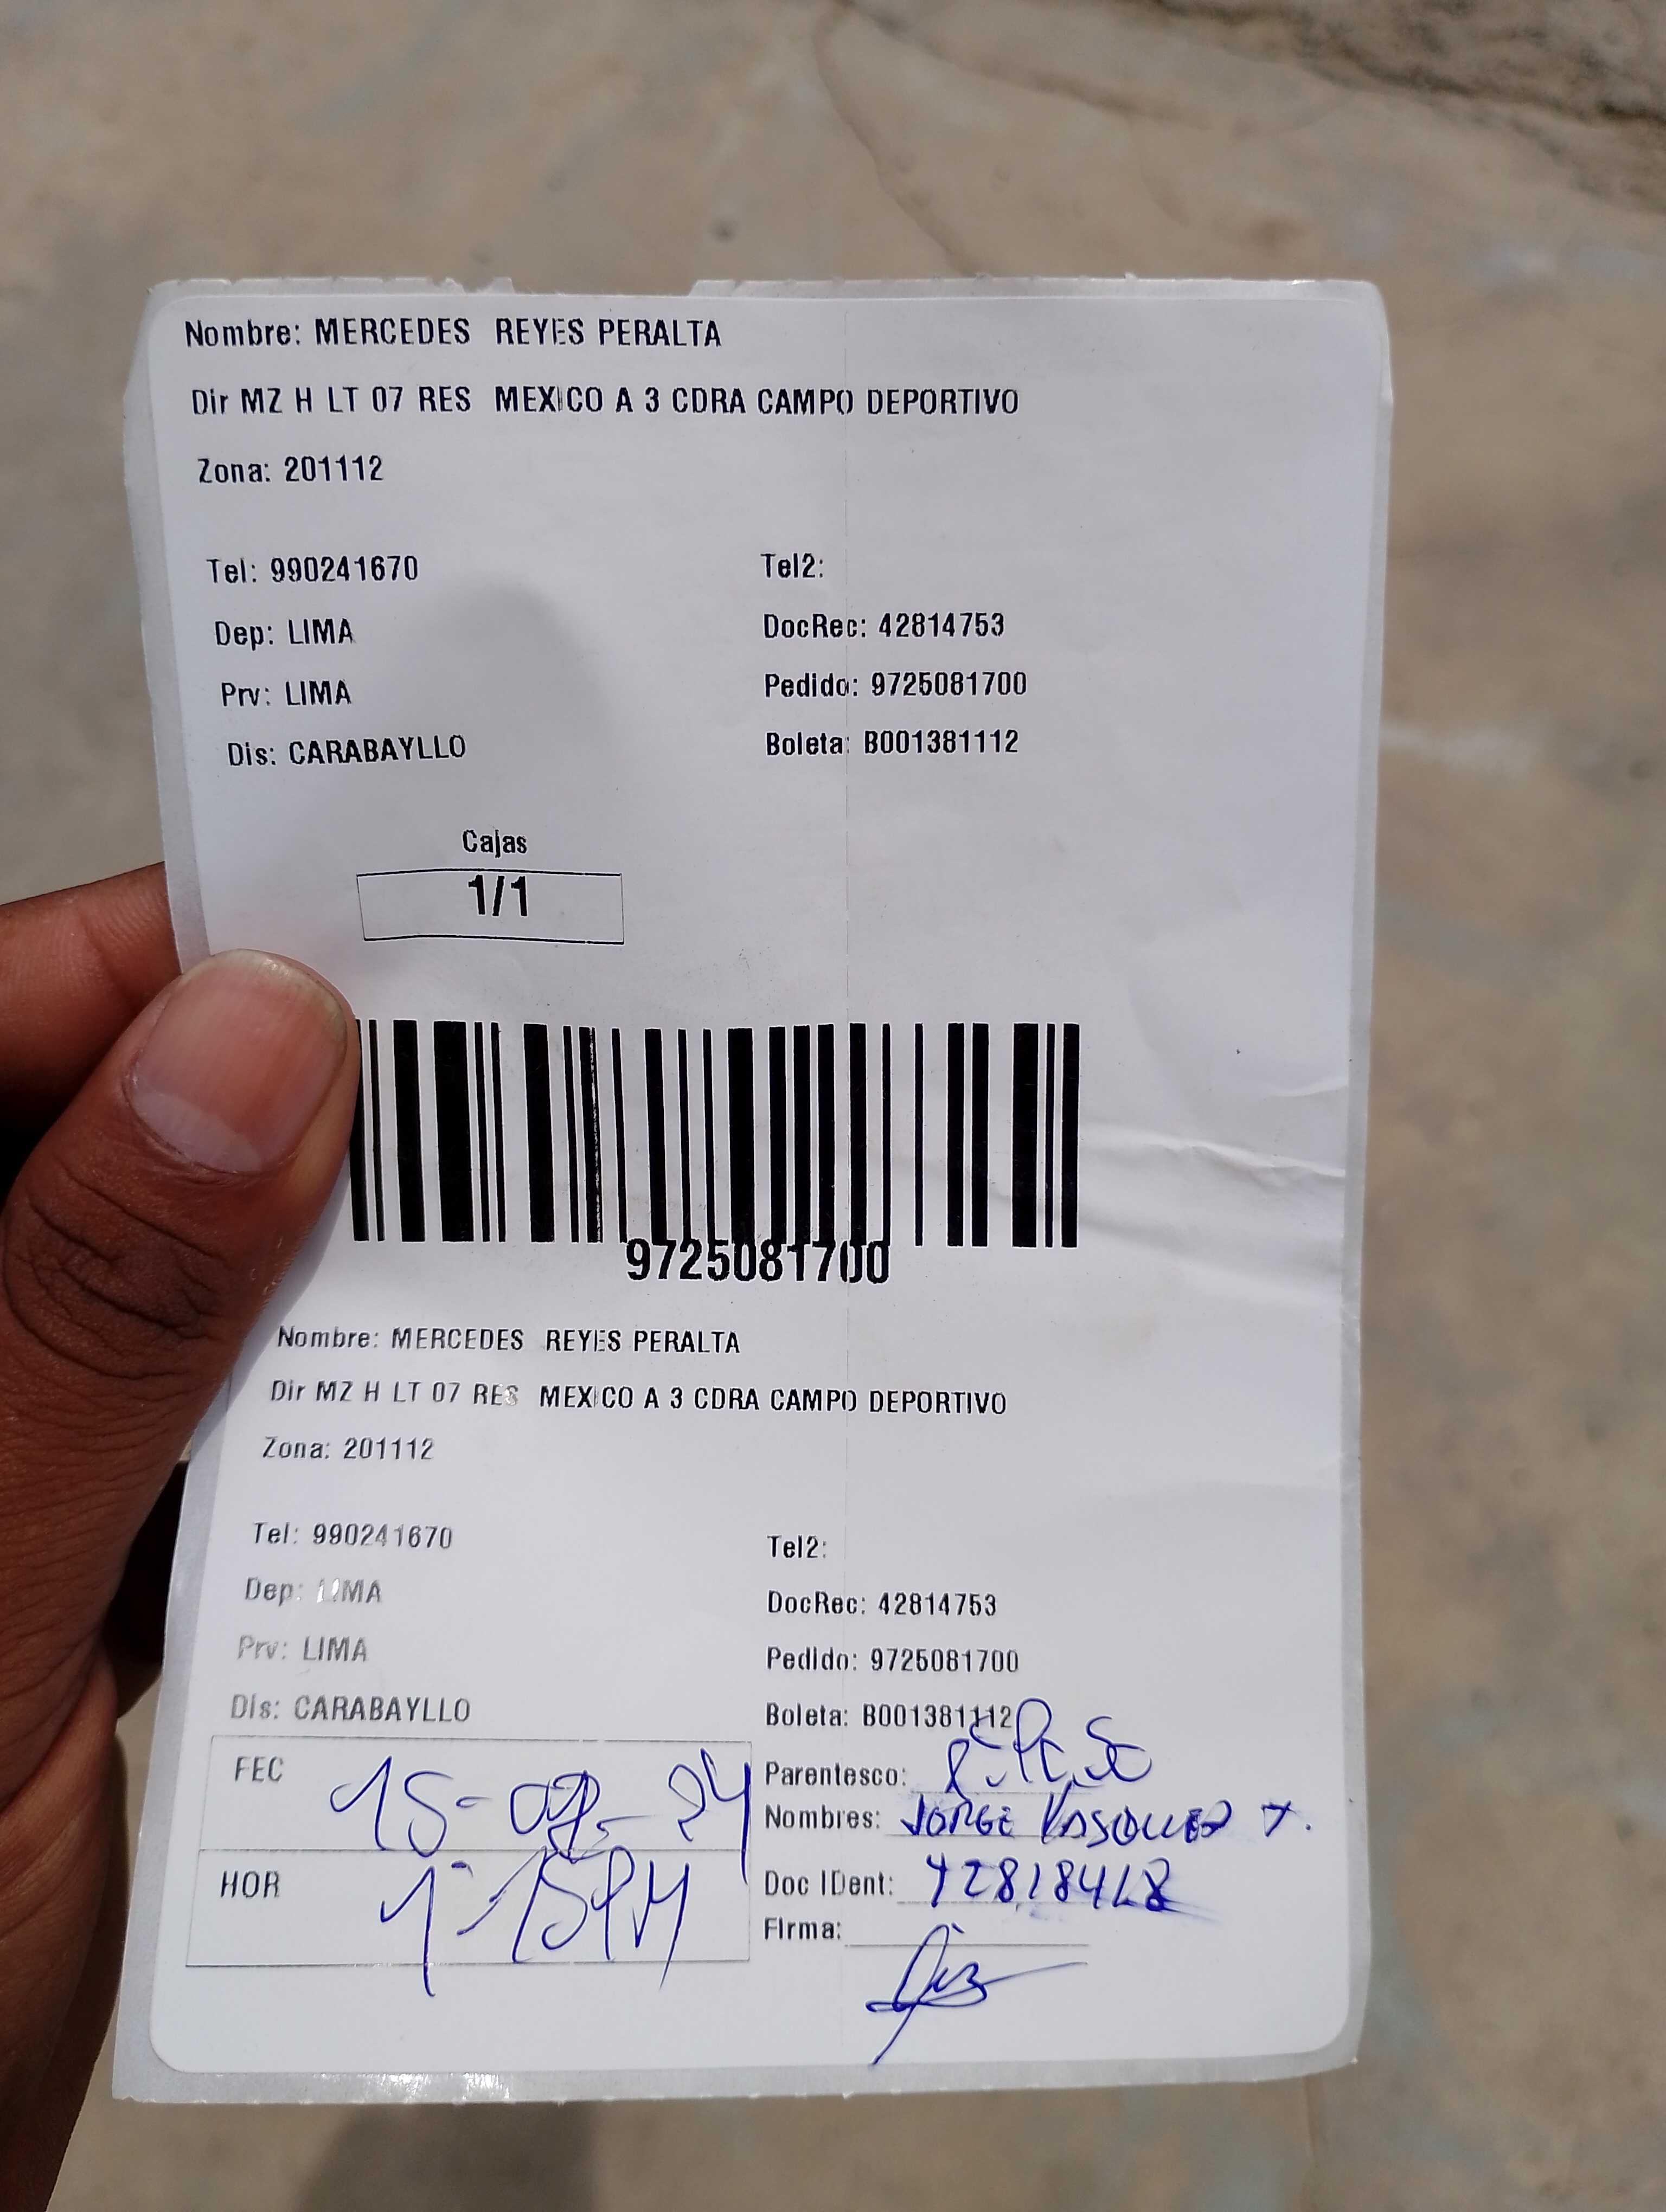 Nombre: MERCEDES REYES PERALTA
Dir MZ H LT 07 RES MEXICO A 3 CDRA CAMPO DEPORTIVO
Zona: 201112
Tel: 990241670 Tel2:
Dep: LIMA DocRec: 42814753
Prv: LIMA Pedido: 9725081700
Dis: CARABAYLLO Boleta: B001381112
Cajas
1/1
9725081700
Nombre: MERCEDES REYES PERALTA
Dir MZ H LT 07 RES MEXICO A 3 CDRA CAMPO DEPORTIVO
Zona: 201112
Tel: 990241670 Tel2:
Dep: LIMA DocRec: 42814753
Prv: LIMA Pedido: 9725081700
Dis: CARABAYLLO Boleta: B001381112
FEC Parentesco:
Nombres: JORGE VASQUEZ Y.
HOR Doc IDent:
Firma: